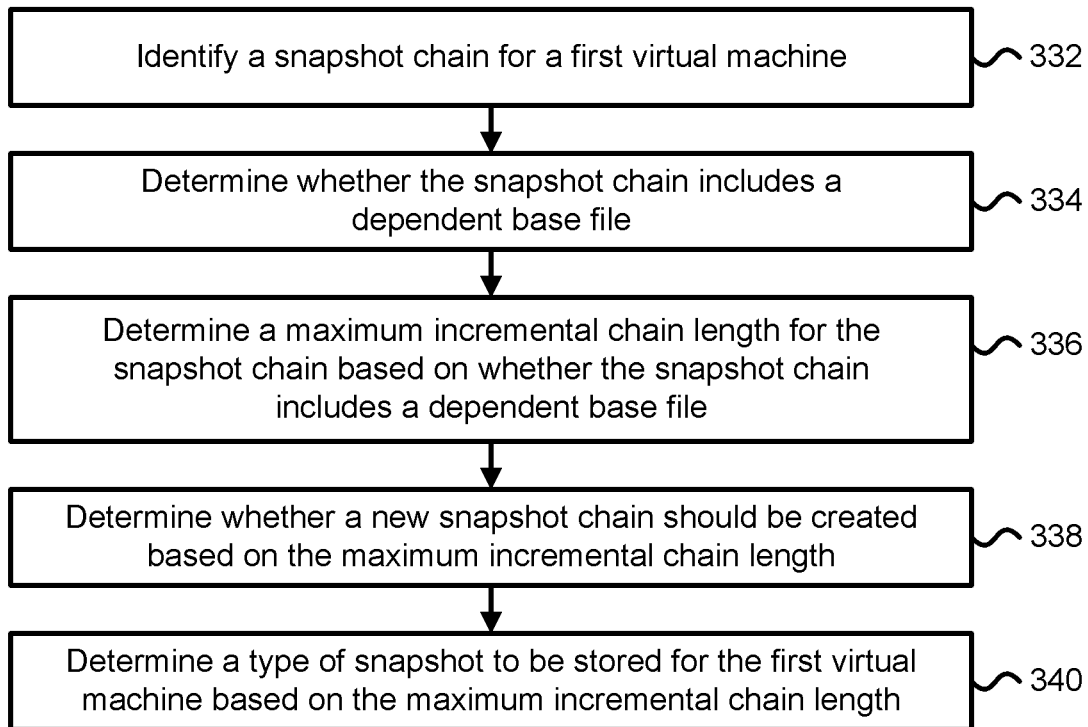 Identify a snapshot chain for a first virtual machine
332
Determine whether the snapshot chain includes a
dependent base file
334
Determine a maximum incremental chain length for the
snapshot chain based on whether the snapshot chain
includes a dependent base file
336
Determine whether a new snapshot chain should be created
based on the maximum incremental chain length
338
Determine a type of snapshot to be stored for the first virtual
machine based on the maximum incremental chain length
340